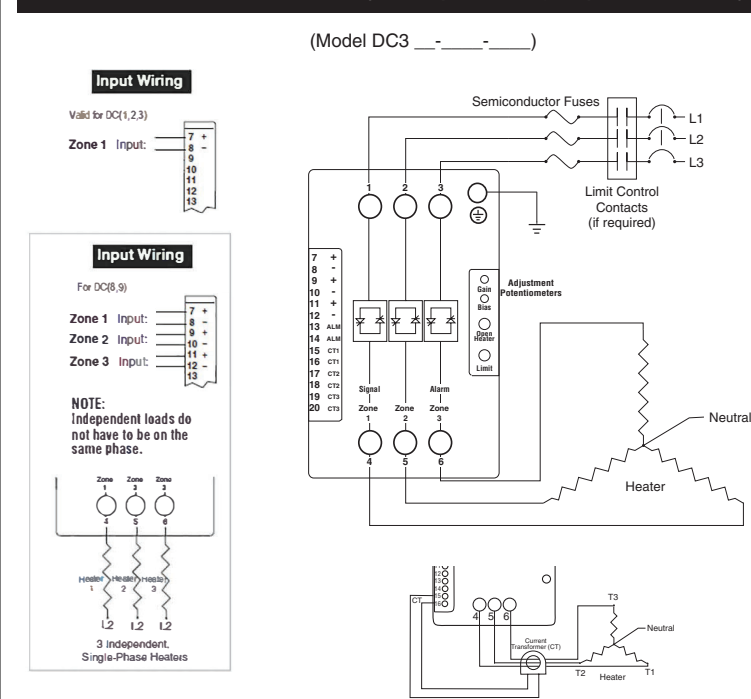 (Model DC3 __-____-____)
Input Wiring
Valid for DC(1,2,3)
Zone 1 Input:
7 +
8 -
9
10
11
12
13
Input Wiring
For DC(8,9)
Zone 1 Input:
Zone 2 Input:
Zone 3 Input:
7 +
8 -
9 +
10 -
11 +
12 -
13
NOTE:
Independent loads do
not have to be on the
same phase.
Zone 1
Zone 3
Zone 3
4 5 6
Heater 1
Heater 2
Heater 3
L2 L2 L2
3 Independent,
Single-Phase Heaters
Semiconductor Fuses
L1
L2
L3
Limit Control
Contacts
(if required)
1 2 3
7 +
8 -
9 +
10 -
11 +
12 -
13 ALM
14 ALM
15 CT1
16 CT1
17 CT2
18 CT2
19 CT3
20 CT3
Gain
Bias
Open
Heater
Limit
Adjustment
Potentiometers
Signal
Alarm
Zone 1
Zone 2
Zone 3
4 5 6
Neutral
Heater
12
13
14
15
16
CT
4 5 6
Current
Transformer (CT)
T3
Neutral
T2
Heater
T1